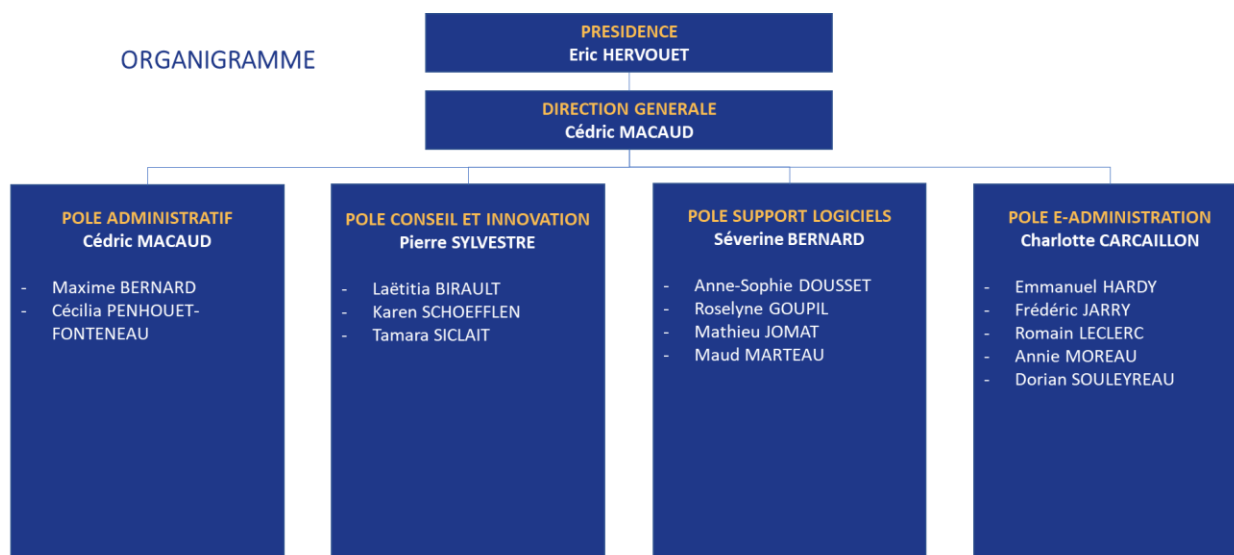 ORGANIGRAMME
PRESIDENCE
Eric HERVOUET
DIRECTION GENERALE
Cédric MACAUD
POLE ADMINISTRATIF
Cédric MACAUD
- Maxime BERNARD
- Cécilia PENHOUET-
FONTENEAU
POLE CONSEIL ET INNOVATION
Pierre SYLVESTRE
- Laëtitia BIRAULT
- Karen SCHOEFFLEN
- Tamara SICLAIT
POLE SUPPORT LOGICIELS
Séverine BERNARD
- Anne-Sophie DOUSSET
- Roselyne GOUPIL
- Mathieu JOMAT
- Maud MARTEAU
POLE E-ADMINISTRATION
Charlotte CARCAILLON
- Emmanuel HARDY
- Frédéric JARRY
- Romain LECLERC
- Annie MOREAU
- Dorian SOULEYREAU